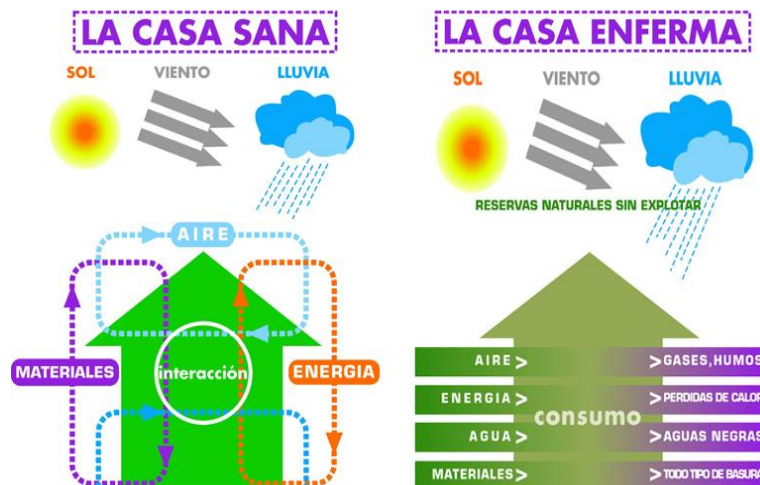 LA CASA SANA
SOL VIENTO LLUVIA
AIRE
MATERIALES interacción ENERGIA
LA CASA ENFERMA
SOL VIENTO LLUVIA
RESERVAS NATURALES SIN EXPLOTAR
AIRE > > GASES, HUMOS
ENERGIA > > PERDIDAS DE CALOR
consumo
AGUA > > AGUAS NEGRAS
MATERIALES > > TODO TIPO DE BASURA